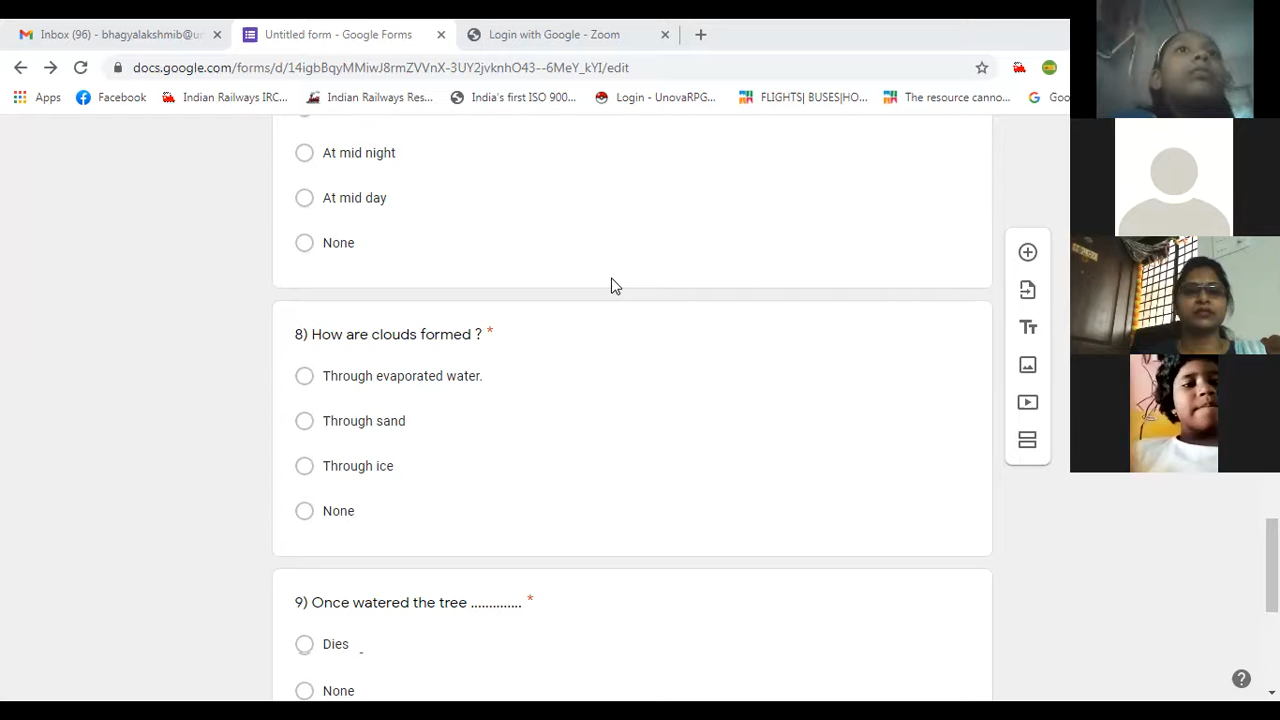 Inbox (96) - bhagyalakshmib@u
Untitled form - Google Forms
Login with Google - Zoom
docs.google.com/forms/d/14igbBqyMMiwJ8rmZVVnX-3UY2jvknhO43--6MeY_kYI/edit
Apps
Facebook
Indian Railways IRC...
Indian Railways Res...
India's first ISO 900...
Login - UnovaRPG...
FLIGHTS| BUSES|HO...
The resource canno...
Goo
At mid night
At mid day
None
8) How are clouds formed ? *
Through evaporated water.
Through sand
Through ice
None
9) Once watered the tree .............. *
Dies
None